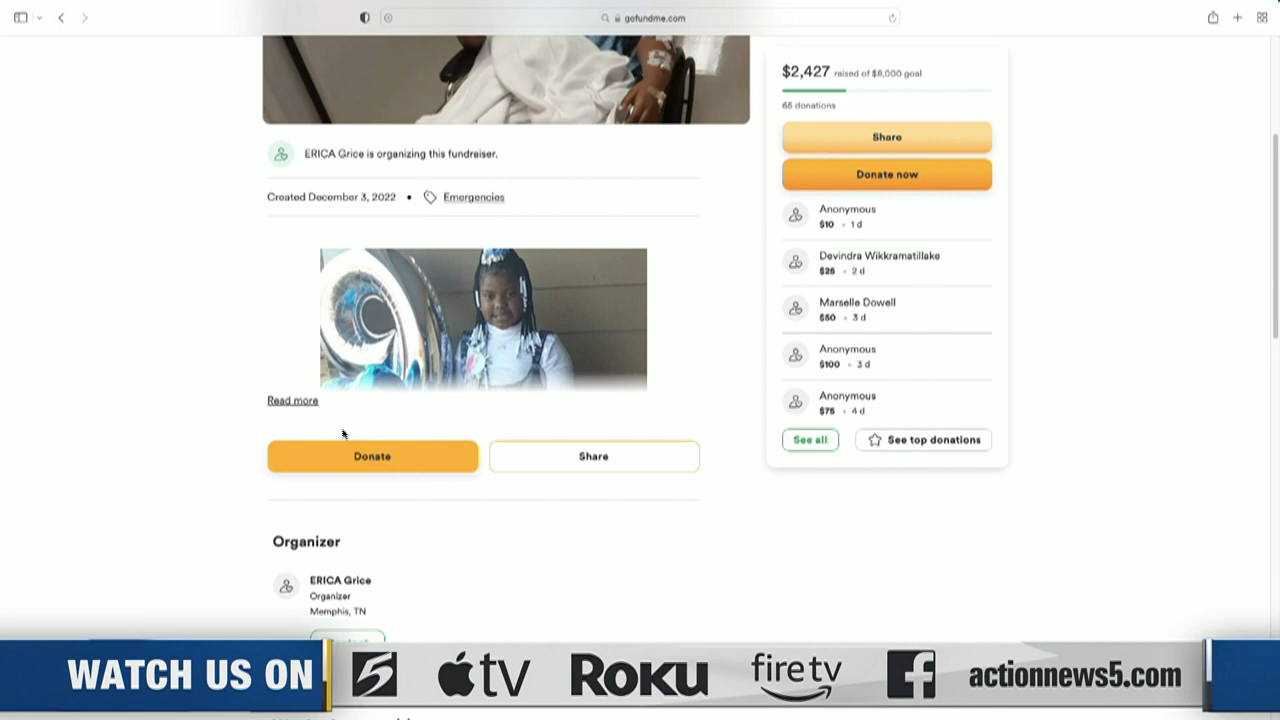 gofundme.com
$2,427 raised of $8,000 goal
65 donations
Share
Donate now
ERICA Grice is organizing this fundraiser.
Created December 3, 2022 • Emergencies
Anonymous
$10 • 1 d
Devindra Wikkramatillake
$25 • 2 d
Marselle Dowell
$50 • 3 d
Anonymous
$100 • 3 d
Anonymous
$75 • 4 d
See all
See top donations
Read more
Donate
Share
Organizer
ERICA Grice
Organizer
Memphis, TN
WATCH US ON 5 tv Roku fire tv f actionnews5.com